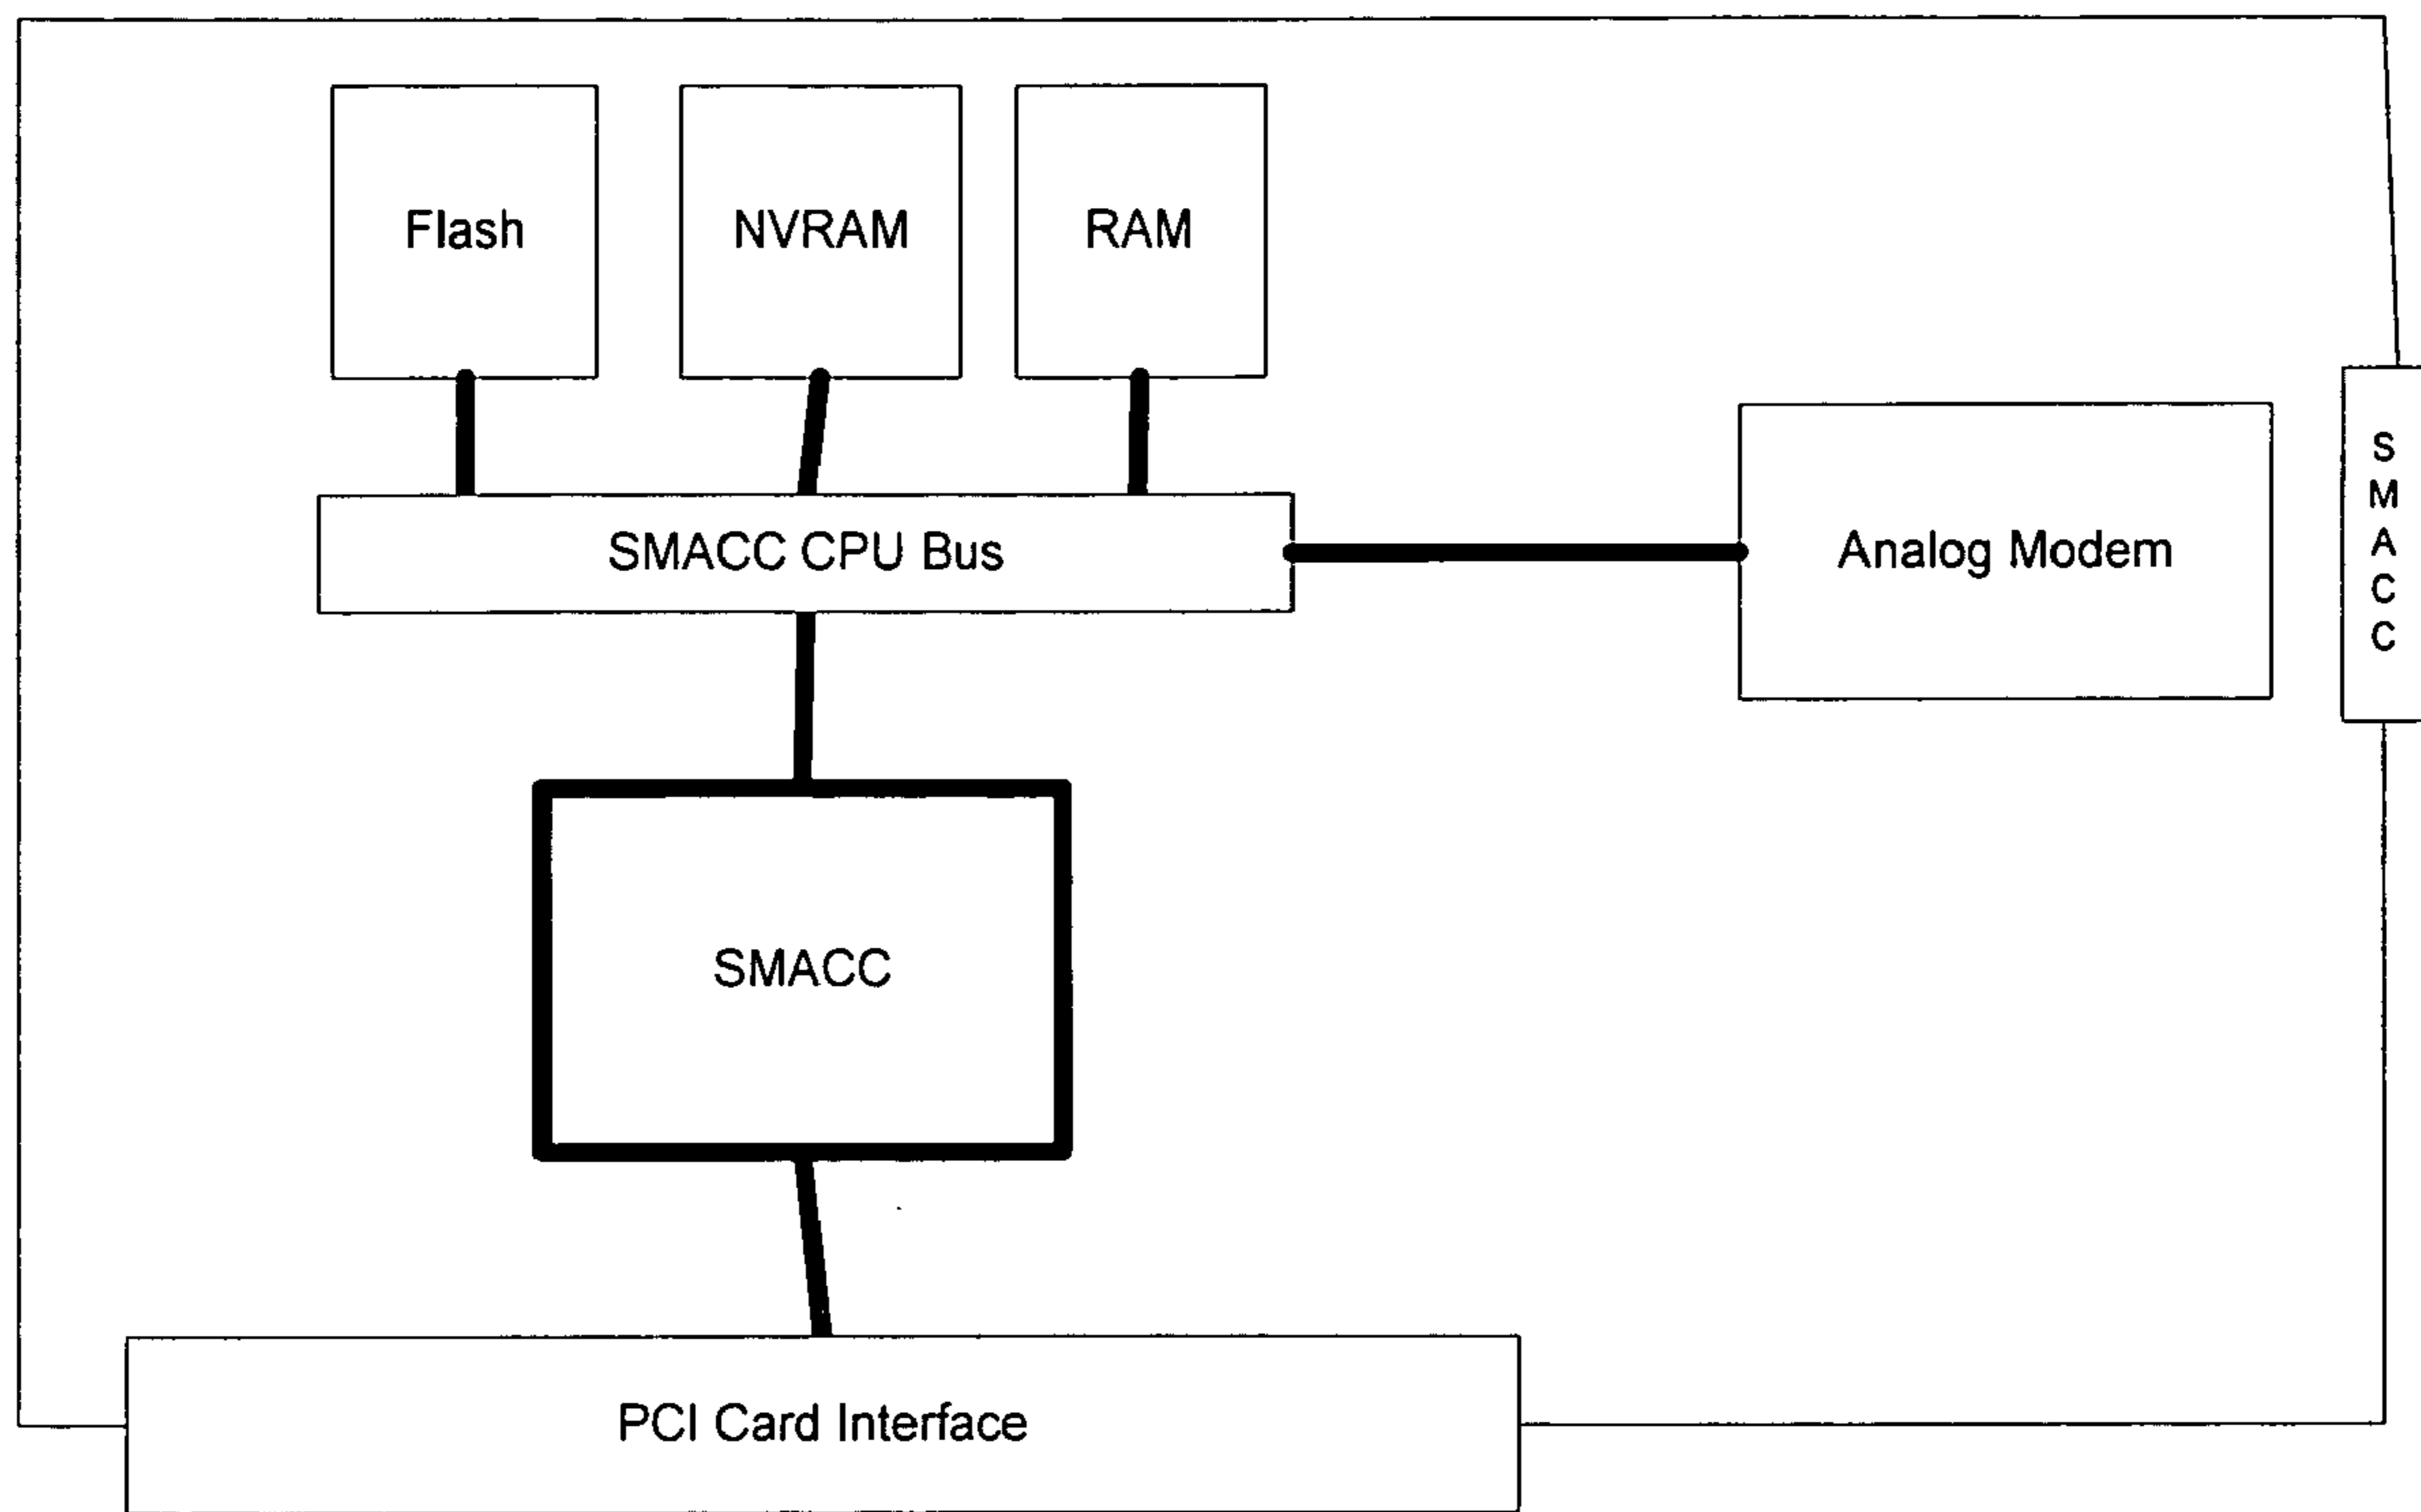 Flash
NVRAM
RAM
SMACC CPU Bus
Analog Modem
S
M
A
C
C
SMACC
PCI Card Interface